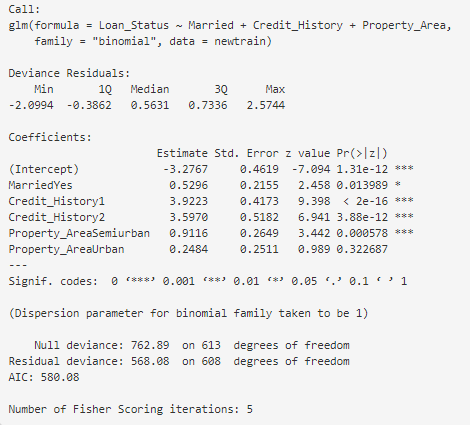 Call:
glm(formula = Loan_Status ~ Married + Credit_History + Property_Area,
    family = "binomial", data = newtrain)

Deviance Residuals:
    Min       1Q   Median       3Q      Max
-2.0994  -0.3862   0.5631   0.7336   2.5744

Coefficients:
                       Estimate Std. Error z value Pr(>|z|)
(Intercept)             -3.2767     0.4619  -7.094 1.31e-12 ***
MarriedYes               0.5296     0.2155   2.458 0.013989 *
Credit_History1          3.9223     0.4173   9.398  < 2e-16 ***
Credit_History2          3.5970     0.5182   6.941 3.88e-12 ***
Property_AreaSemiurban   0.9116     0.2649   3.442 0.000578 ***
Property_AreaUrban       0.2484     0.2511   0.989 0.322687
---
Signif. codes:  0 ‘***’ 0.001 ‘**’ 0.01 ‘*’ 0.05 ‘.’ 0.1 ‘ ’ 1

(Dispersion parameter for binomial family taken to be 1)

    Null deviance: 762.89  on 613  degrees of freedom
Residual deviance: 568.08  on 608  degrees of freedom
AIC: 580.08

Number of Fisher Scoring iterations: 5